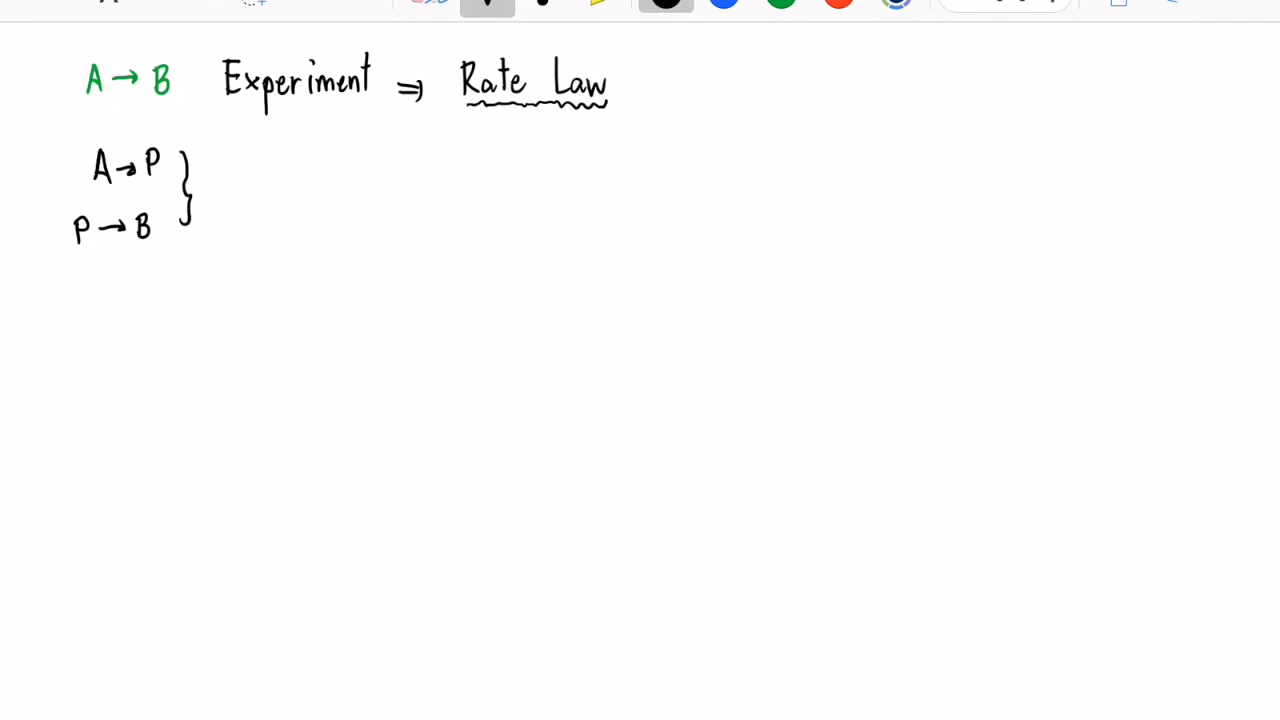 A → B Experiment ⇒ Rate Law
A → P }
P → B